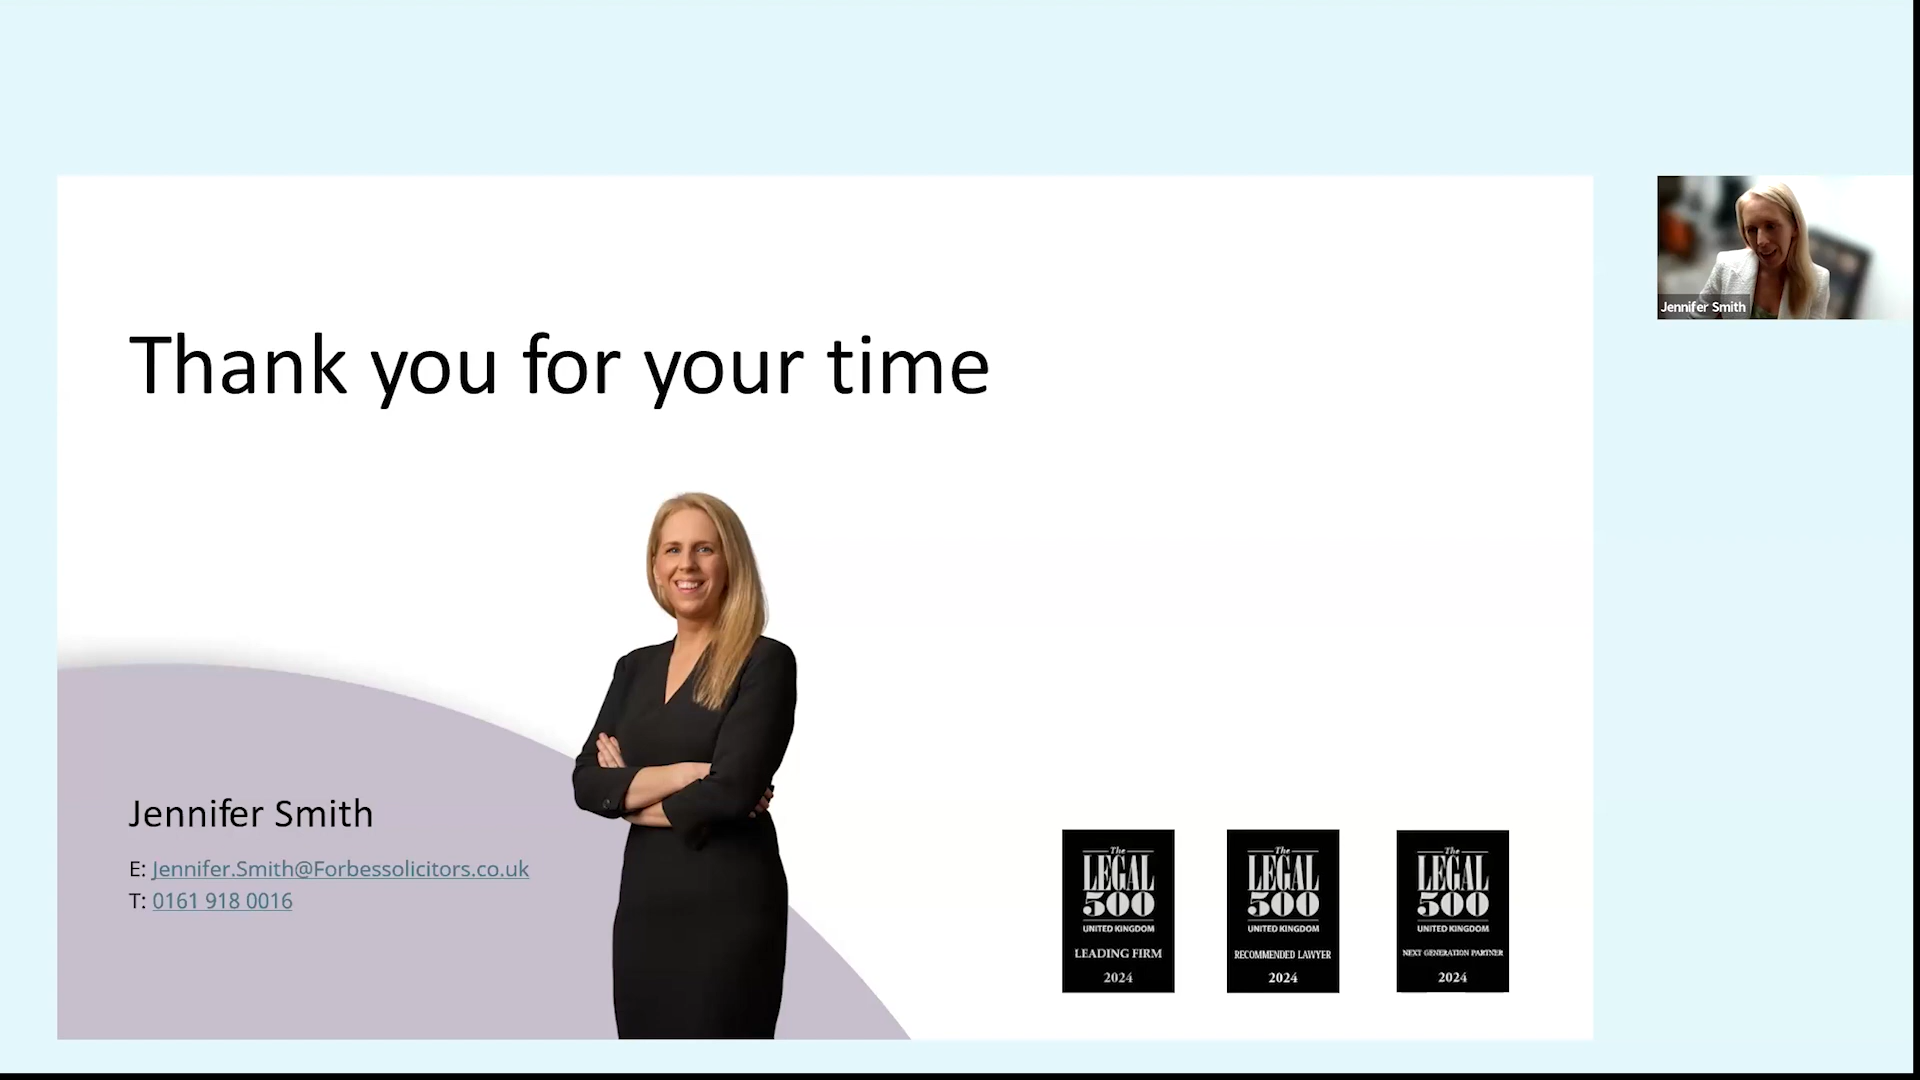 Thank you for your time
Jennifer Smith
Jennifer Smith
E: Jennifer.Smith@Forbessolicitors.co.uk
T: 0161 918 0016
The
LEGAL
500
UNITED KINGDOM
LEADING FIRM
2024
The
LEGAL
500
UNITED KINGDOM
RECOMMENDED LAWYER
2024
The
LEGAL
500
UNITED KINGDOM
NEXT GENERATION PARTNER
2024